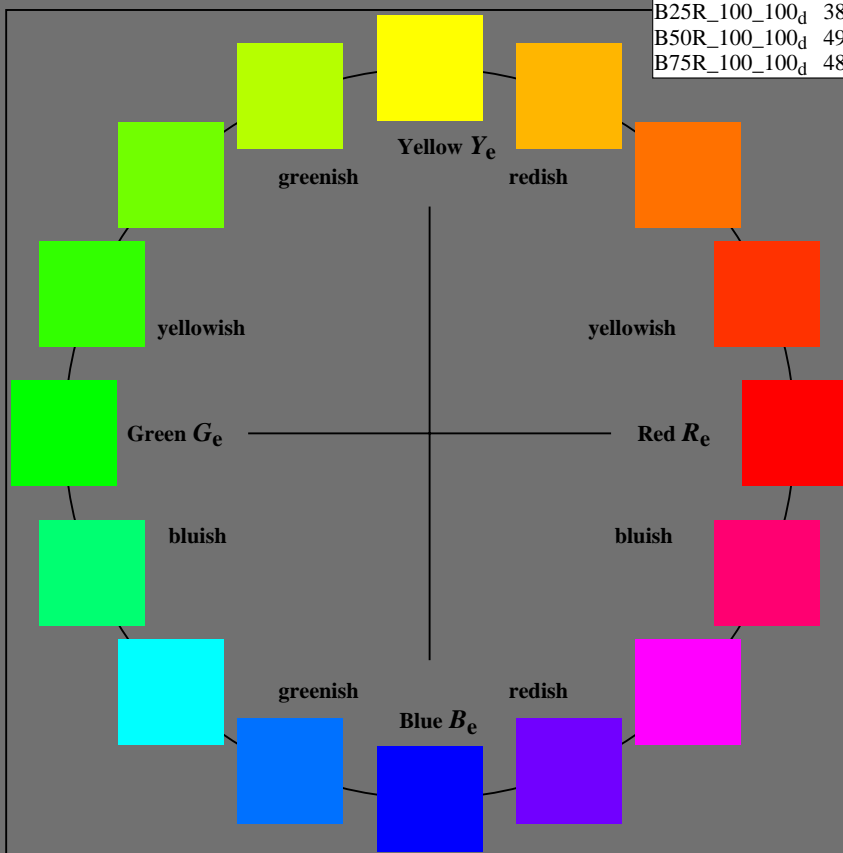 B25R_100_100d 38
B50R_100_100d 49
B75R_100_100d 48
Yellow Ye
greenish redish
yellowish yellowish
Green Ge Red Re
bluish bluish
greenish redish
Blue Be